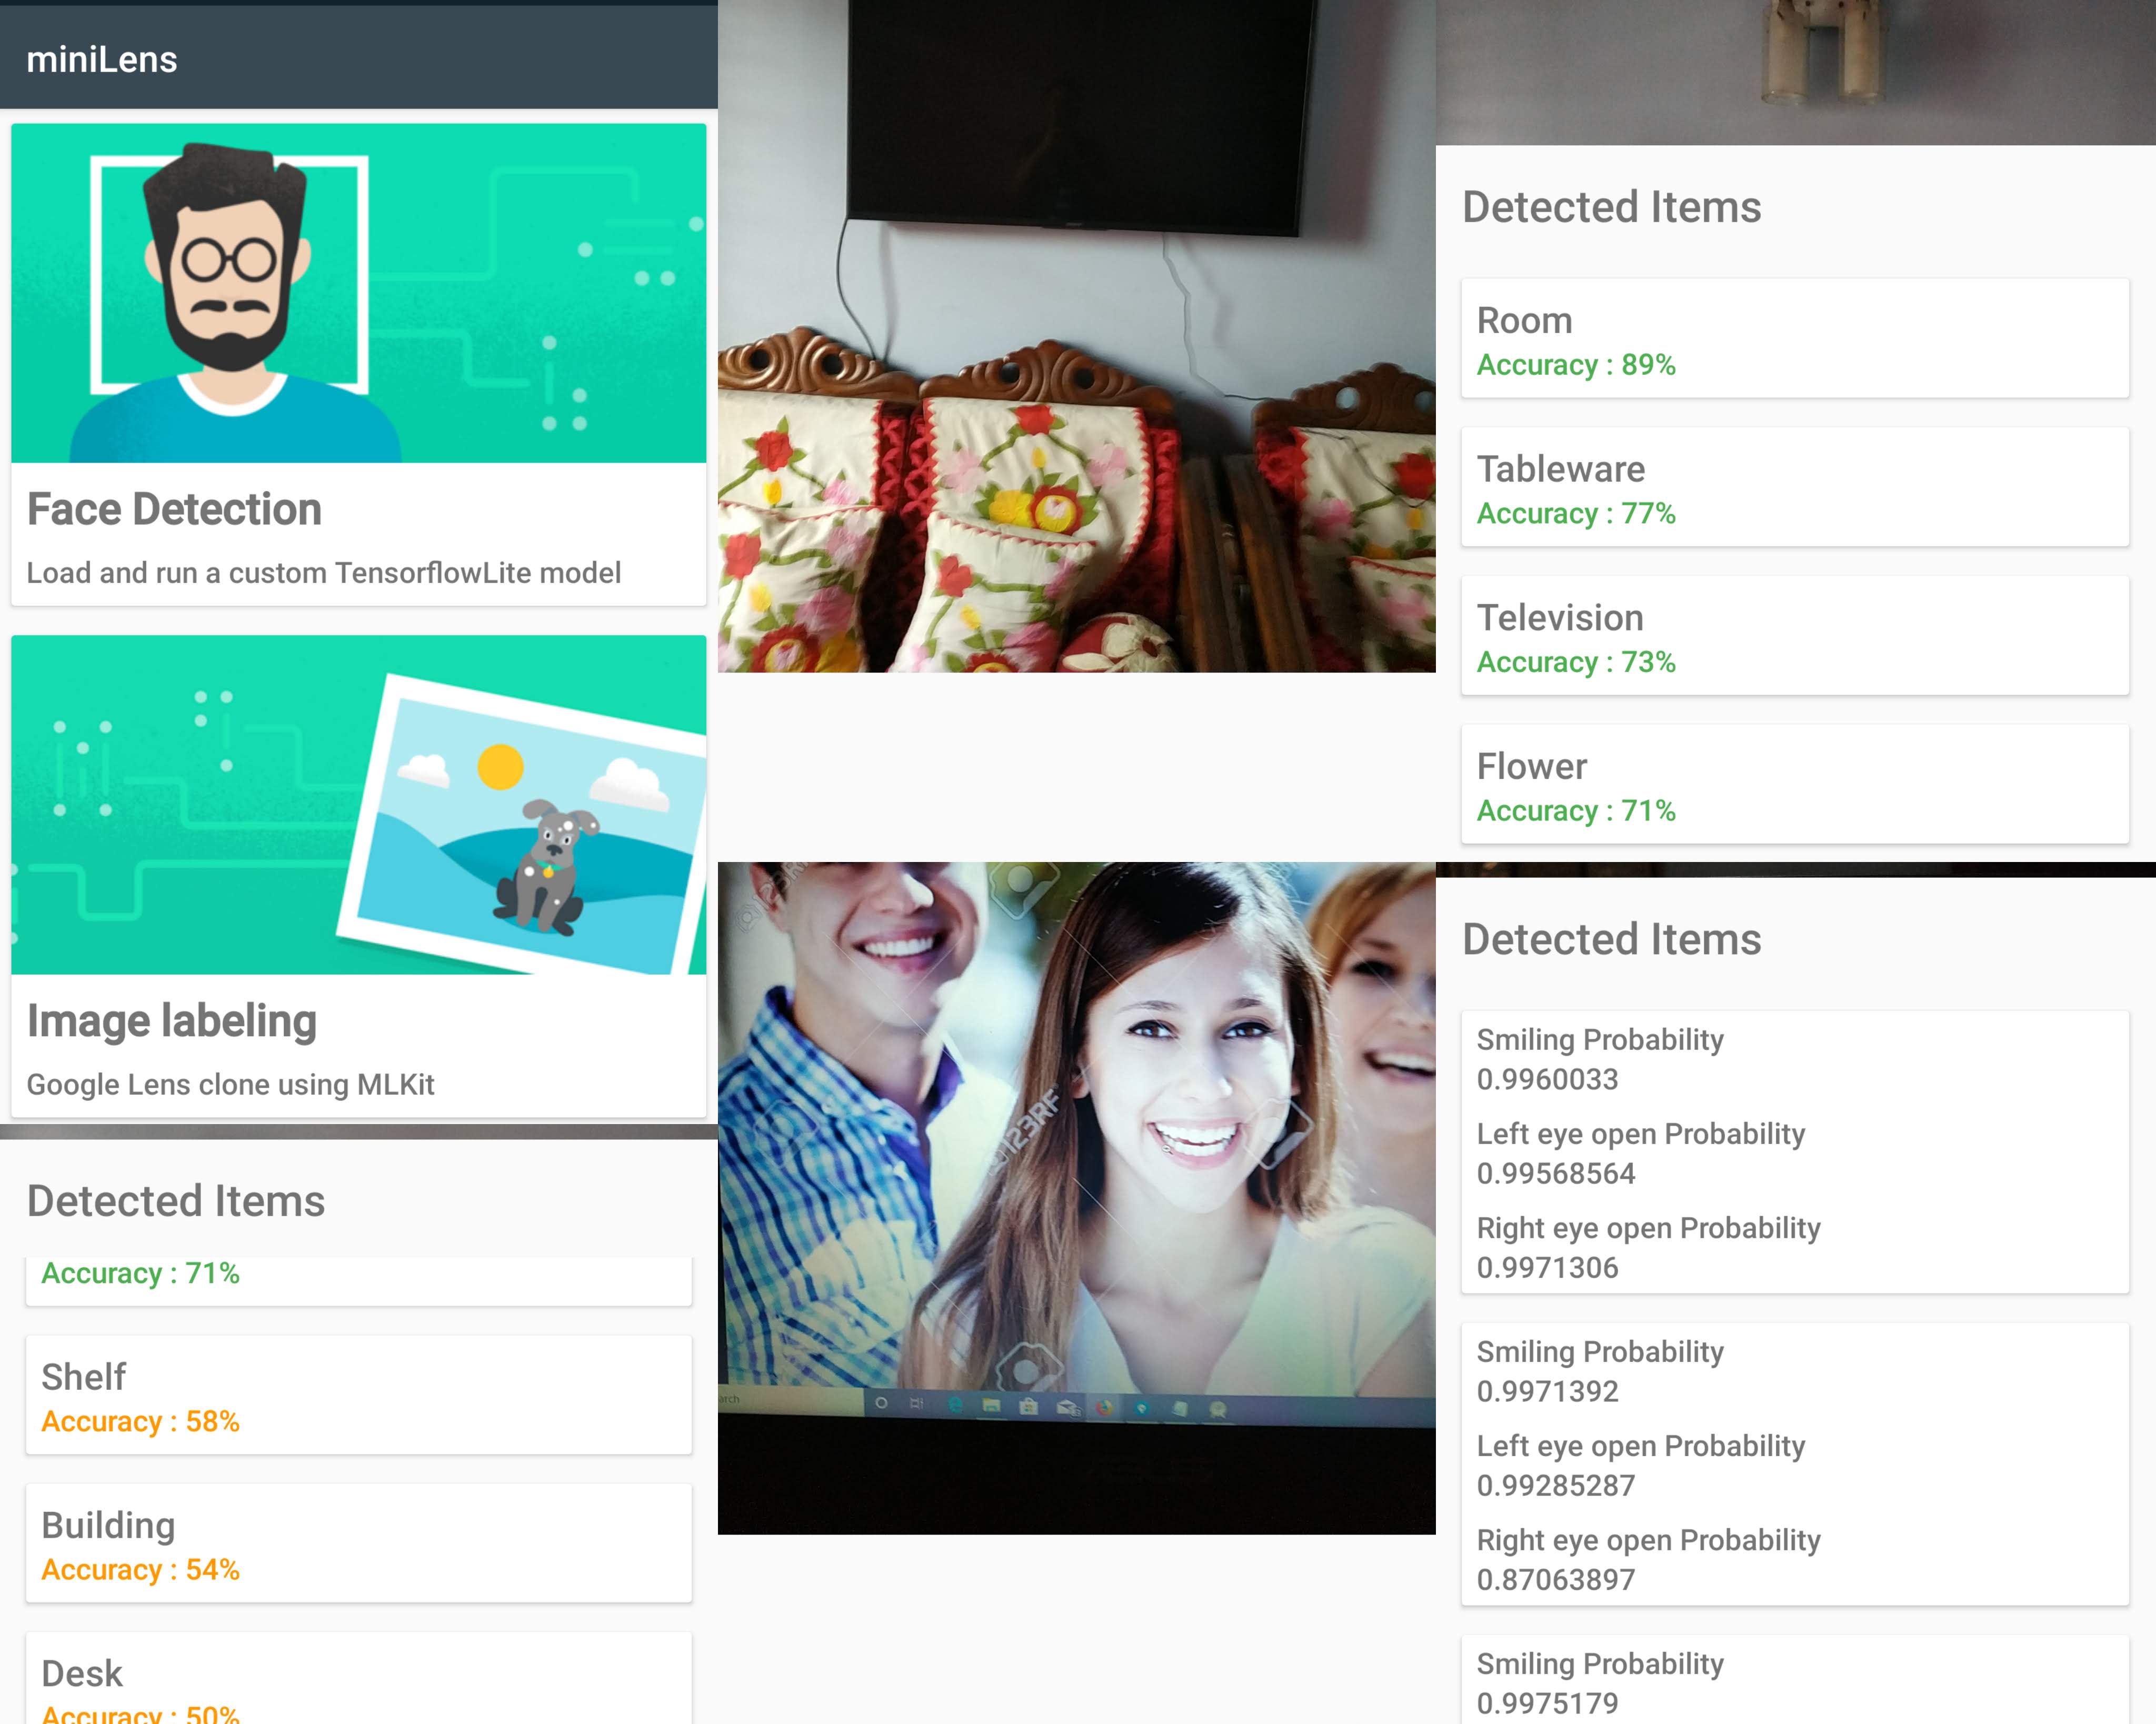 miniLens
Face Detection
Load and run a custom TensorflowLite model
Image labeling
Google Lens clone using MLKit
Detected Items
Accuracy : 71%
Shelf
Accuracy : 58%
Building
Accuracy : 54%
Desk
Accuracy : 50%
@123RF
©123RF
arch
Detected Items
Room
Accuracy : 89%
Tableware
Accuracy : 77%
Television
Accuracy : 73%
Flower
Accuracy : 71%
Detected Items
Smiling Probability
0.9960033
Left eye open Probability
0.99568564
Right eye open Probability
0.9971306
Smiling Probability
0.9971392
Left eye open Probability
0.99285287
Right eye open Probability
0.87063897
Smiling Probability
0.9975179